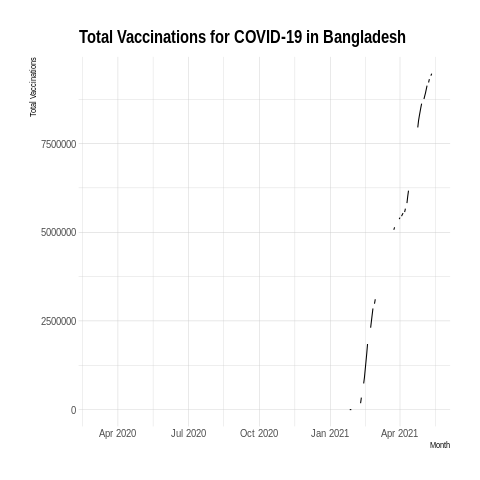 Total Vaccinations for COVID-19 in Bangladesh
Total Vaccinations
7500000
5000000
2500000
0
Apr 2020 Jul 2020 Oct 2020 Jan 2021 Apr 2021
Month